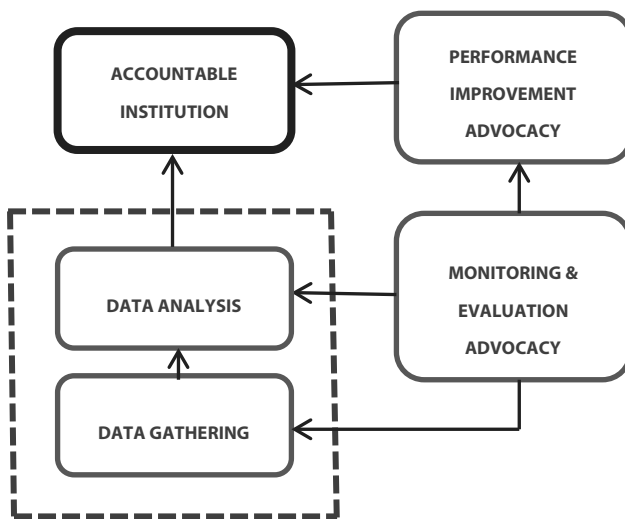 ACCOUNTABLE
INSTITUTION
PERFORMANCE
IMPROVEMENT
ADVOCACY
DATA ANALYSIS
MONITORING &
EVALUATION
ADVOCACY
DATA GATHERING